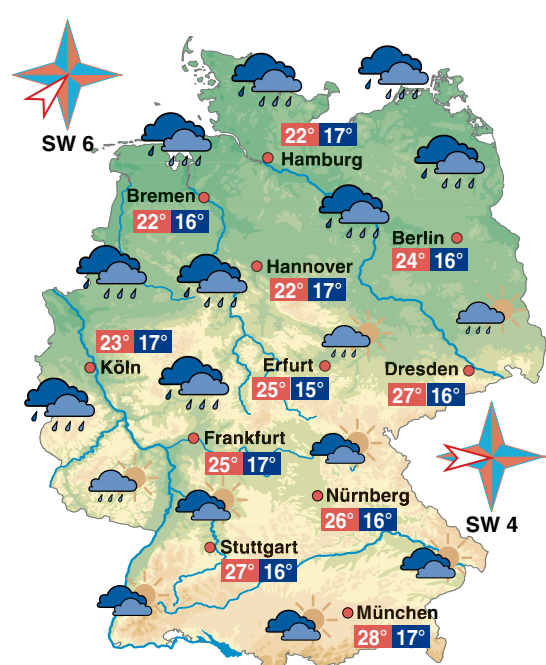 SW 6
22° 17°
Hamburg
Bremen
22° 16°
Berlin
24° 16°
Hannover
22° 17°
23° 17°
Köln
Erfurt
25° 15°
Dresden
27° 16°
Frankfurt
25° 17°
Nürnberg
26° 16°
SW 4
Stuttgart
27° 16°
München
28° 17°